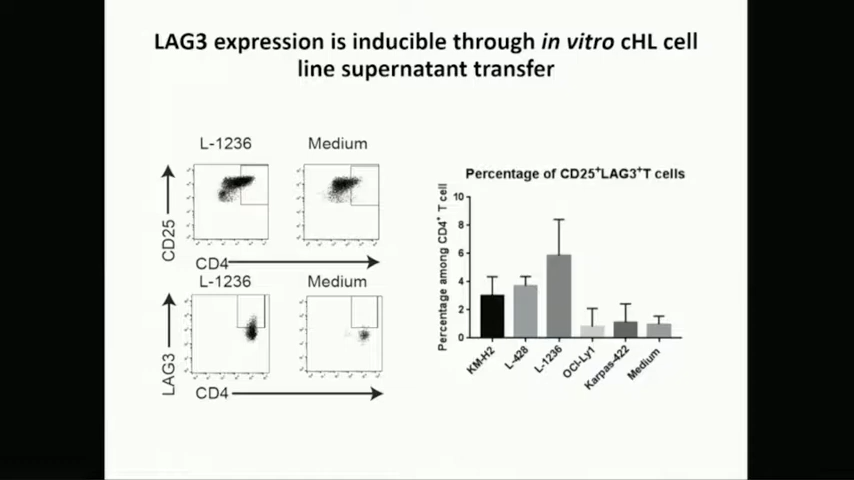 LAG3 expression is inducible through in vitro cHL cell
line supernatant transfer
L-1236
Medium
CD25
CD4
L-1236
Medium
LAG3
CD4
Percentage of CD25⁺LAG3⁺T cells
Percentage among CD4⁺ T cell
10
8
6
4
2
0
KM-H2
L-428
L-1236
OCI-Ly1
Karpas-422
Medium